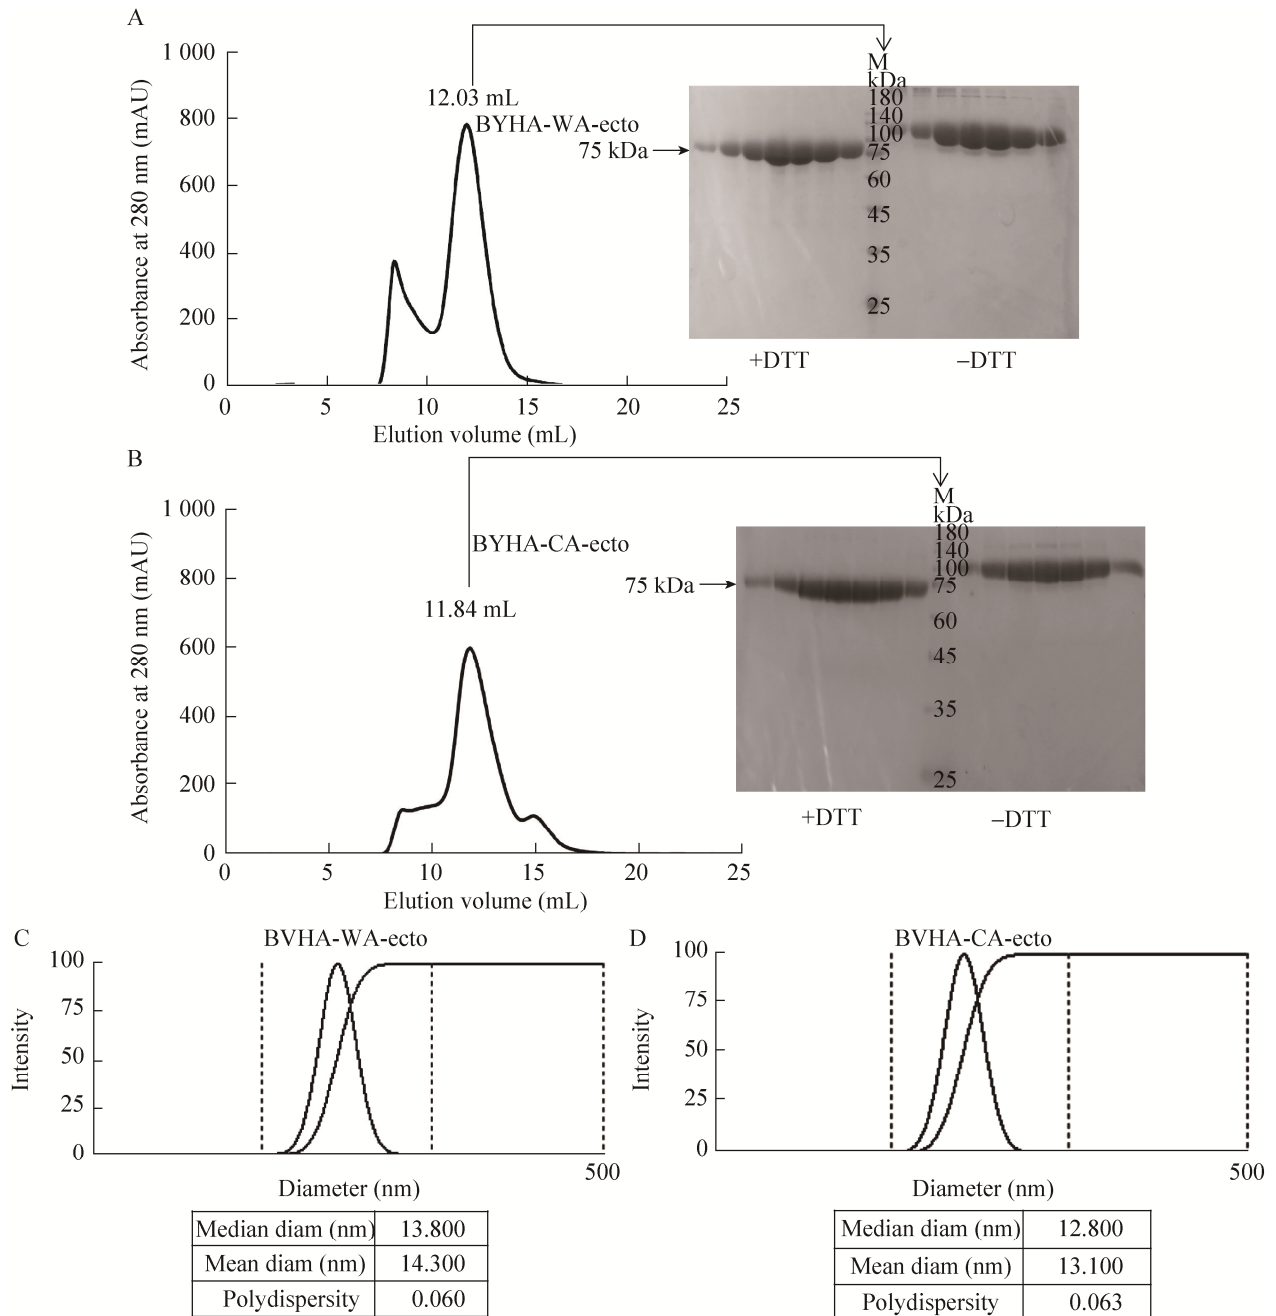 A
1 000
800
600
400
200
0
Absorbance at 280 nm (mAU)
0 5 10 15 20 25
Elution volume (mL)
12.03 mL
BYHA-WA-ecto
75 kDa
M
kDa
180
140
100
75
60
45
35
25
+DTT
−DTT
B
1 000
800
600
400
200
0
Absorbance at 280 nm (mAU)
0 5 10 15 20 25
Elution volume (mL)
BYHA-CA-ecto
11.84 mL
75 kDa
M
kDa
180
140
100
75
60
45
35
25
+DTT
−DTT
C
BVHA-WA-ecto
100
75
50
25
0
Intensity
500
Diameter (nm)
Median diam (nm) 13.800
Mean diam (nm) 14.300
Polydispersity 0.060
D
BVHA-CA-ecto
100
75
50
25
0
Intensity
500
Diameter (nm)
Median diam (nm) 12.800
Mean diam (nm) 13.100
Polydispersity 0.063